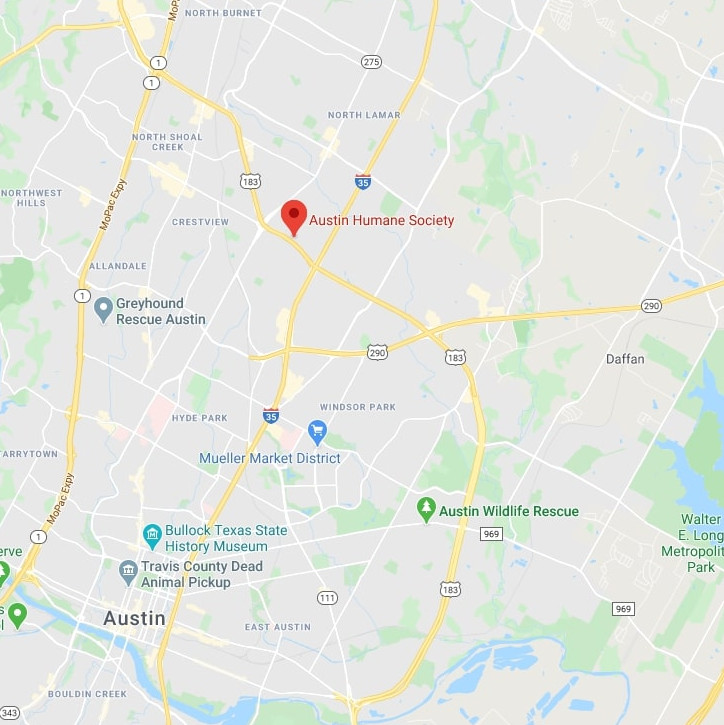 NORTH BURNET
MoP
1
275
1
NORTH LAMAR
NORTH SHOAL
CREEK
183
35
NORTHWEST
HILLS
MoPac Expy
CRESTVIEW
Austin Humane Society
ALLANDALE
1
Greyhound
Rescue Austin
290
290
183
Daffan
HYDE PARK
35
WINDSOR PARK
Mueller Market District
TARRYTOWN
MoPac Expy
Austin Wildlife Rescue
969
Walter
E. Long
Metropolit
Park
1
Bullock Texas State
History Museum
erve
Travis County Dead
Animal Pickup
183
111
969
s
l
Austin
EAST AUSTIN
BOULDIN CREEK
343